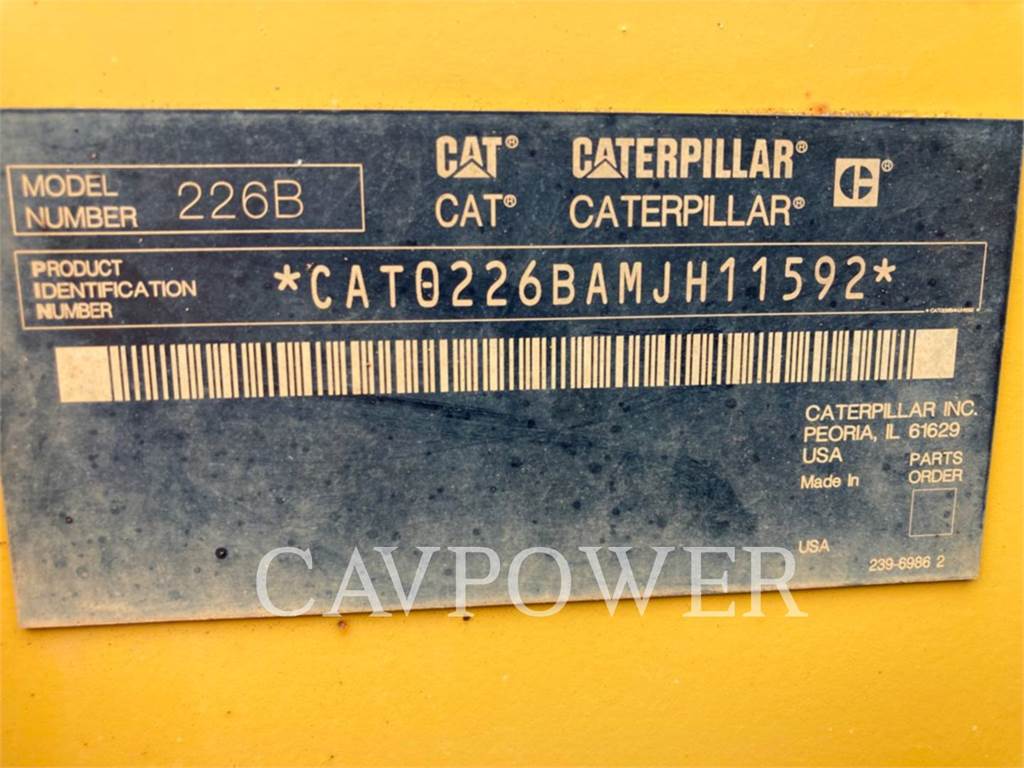 MODEL NUMBER 226B
CAT® CATERPILLAR®
CAT® CATERPILLAR®
PRODUCT
IDENTIFICATION
NUMBER
*CAT0226BAMJH11592*
CATERPILLAR INC.
PEORIA, IL 61629
USA
PARTS
ORDER
Made In
USA
239-6986 2
CAVPOWER